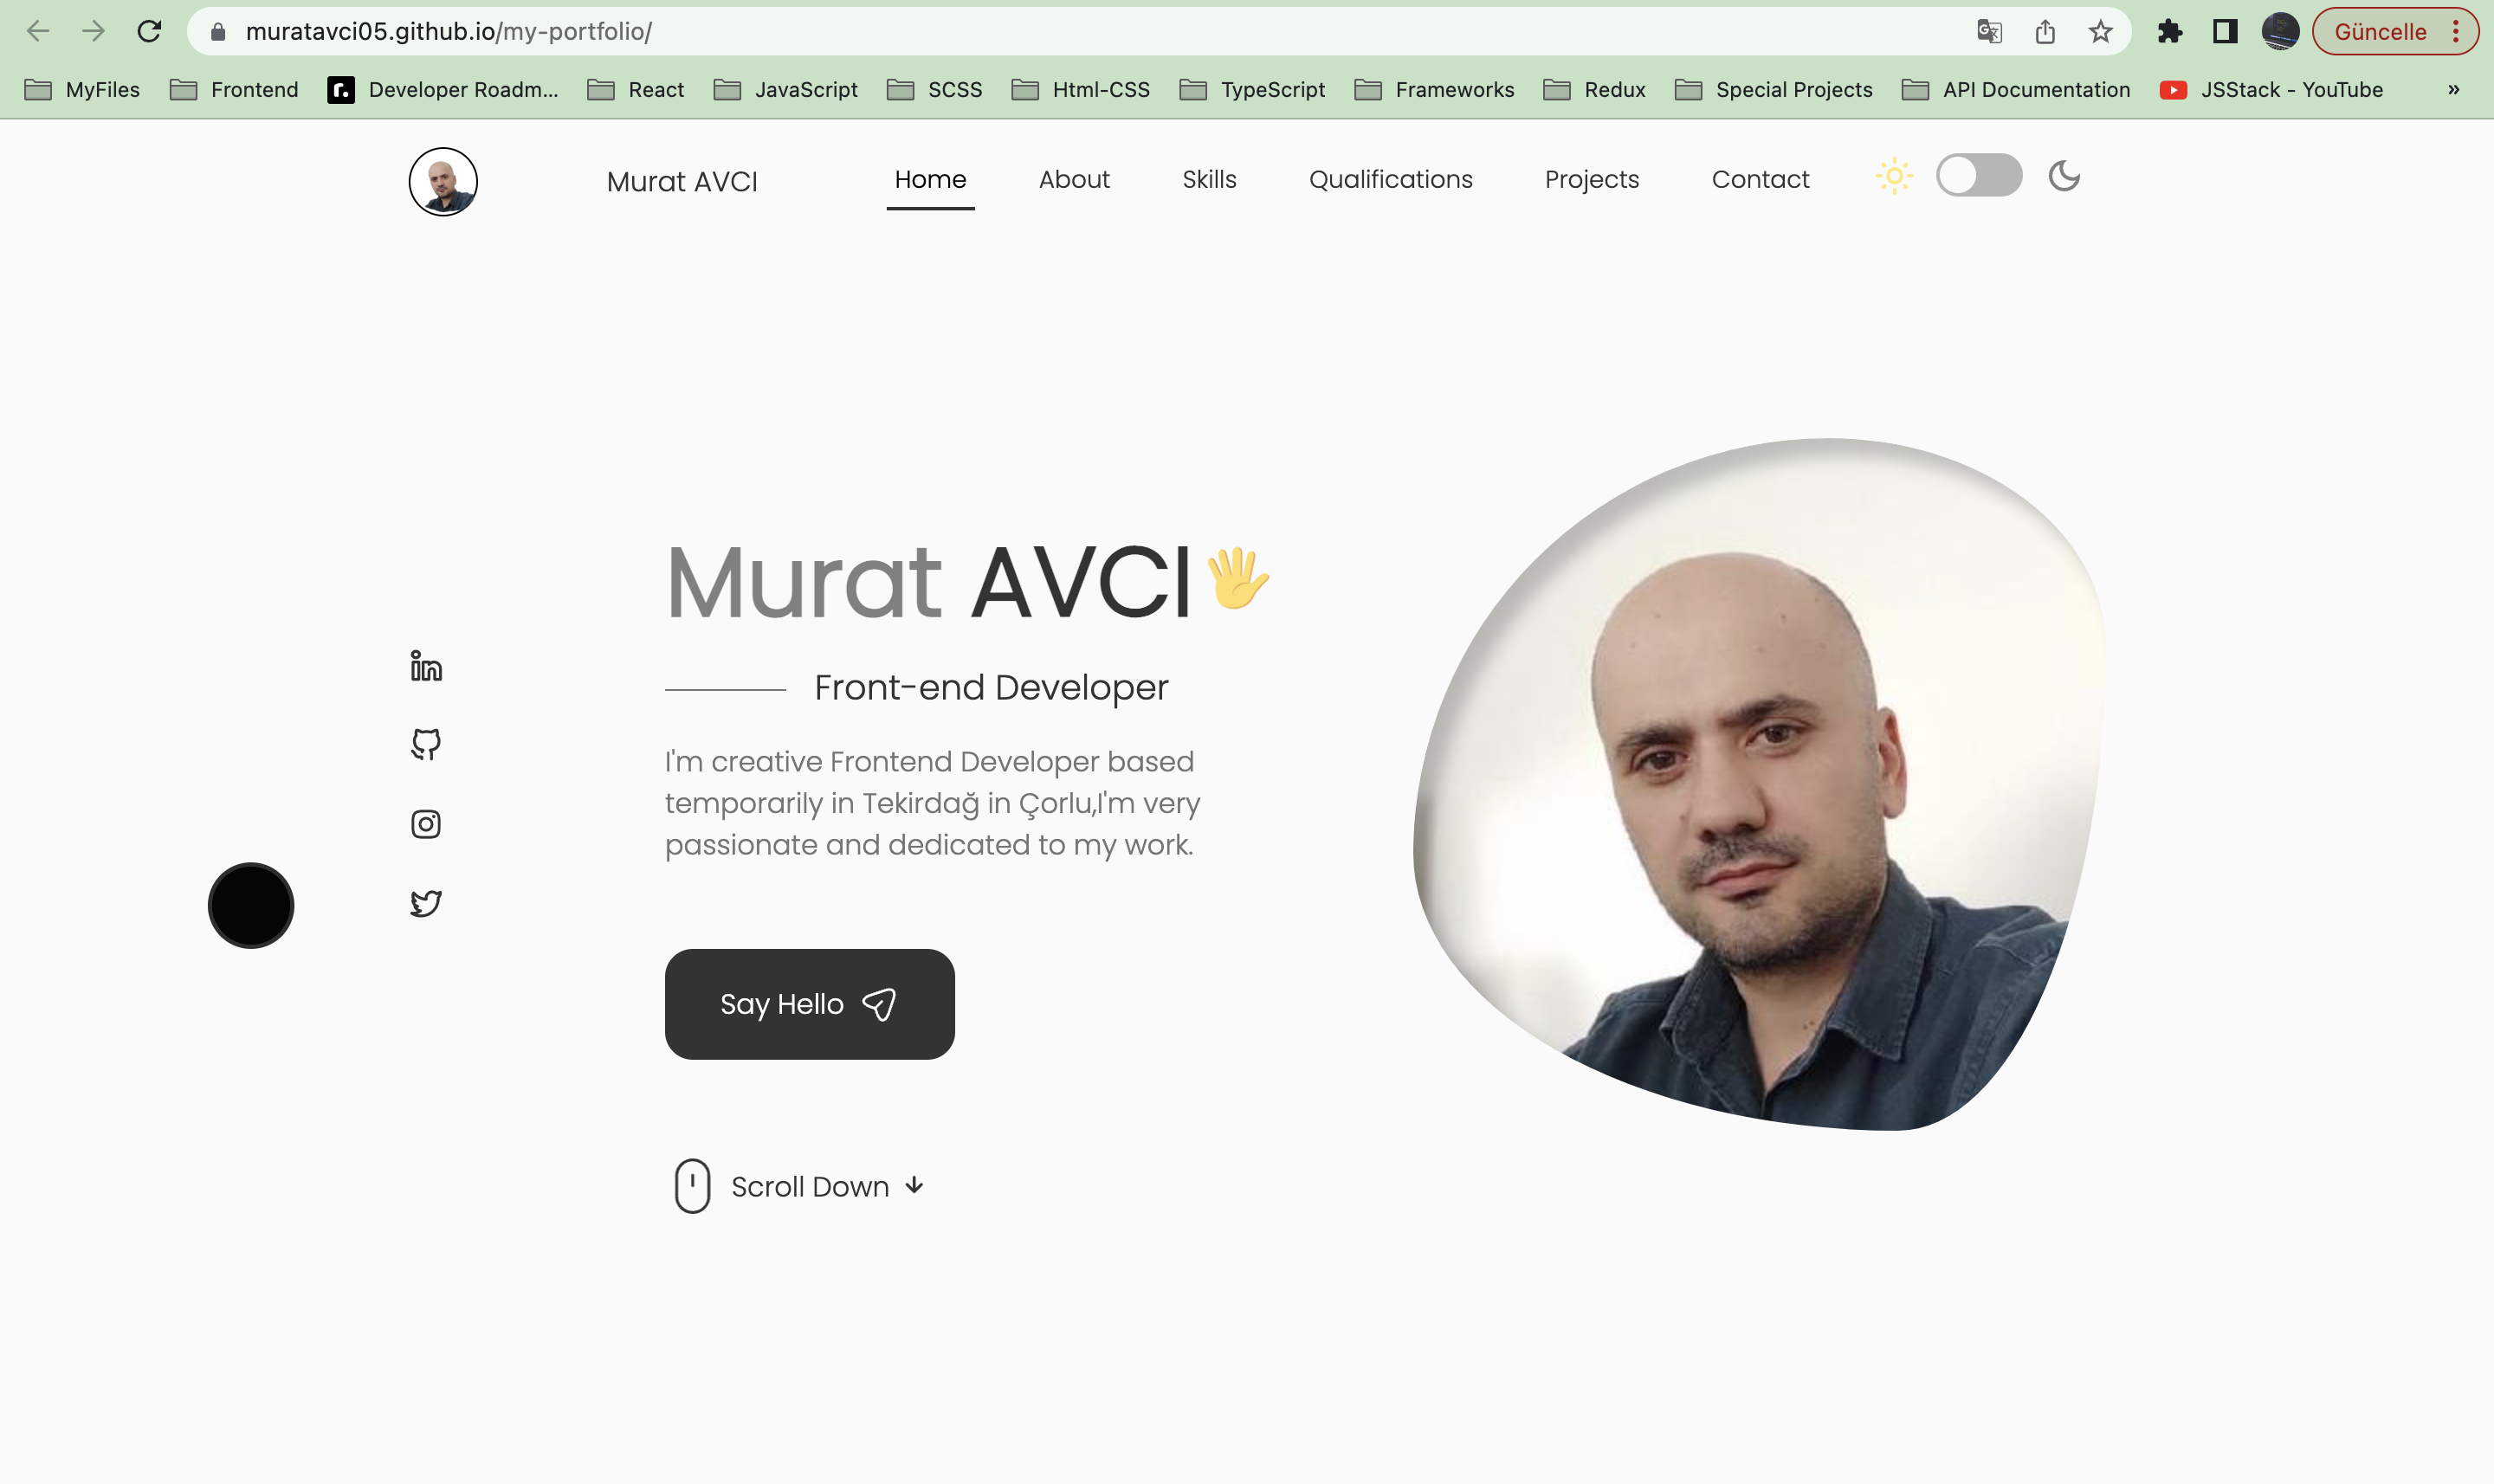 muratavci05.github.io/my-portfolio/
Güncelle
MyFiles Frontend Developer Roadm... React JavaScript SCSS Html-CSS TypeScript Frameworks Redux Special Projects API Documentation JSStack - YouTube »
Murat AVCI Home About Skills Qualifications Projects Contact
Murat AVCI
Front-end Developer
I'm creative Frontend Developer based
temporarily in Tekirdağ in Çorlu,I'm very
passionate and dedicated to my work.
Say Hello
Scroll Down